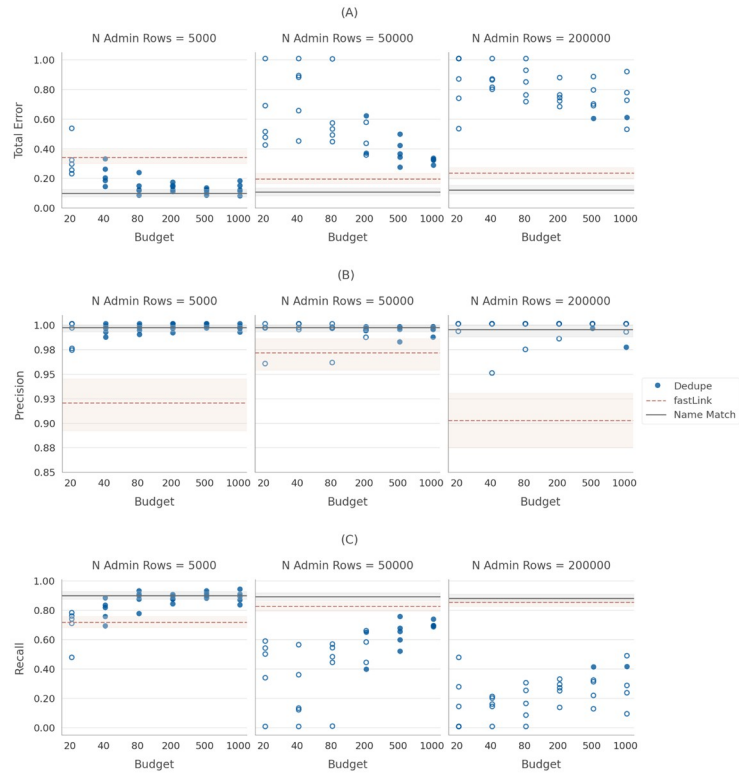 (A)
N Admin Rows = 5000
N Admin Rows = 50000
N Admin Rows = 200000
Total Error
1.00
0.80
0.60
0.40
0.20
0.00
20 40 80 200 500 1000
20 40 80 200 500 1000
20 40 80 200 500 1000
Budget
Budget
Budget
(B)
N Admin Rows = 5000
N Admin Rows = 50000
N Admin Rows = 200000
Precision
1.00
0.98
0.95
0.93
0.90
0.88
0.85
20 40 80 200 500 1000
20 40 80 200 500 1000
20 40 80 200 500 1000
Budget
Budget
Budget
Dedupe
fastLink
Name Match
(C)
N Admin Rows = 5000
N Admin Rows = 50000
N Admin Rows = 200000
Recall
1.00
0.80
0.60
0.40
0.20
0.00
20 40 80 200 500 1000
20 40 80 200 500 1000
20 40 80 200 500 1000
Budget
Budget
Budget